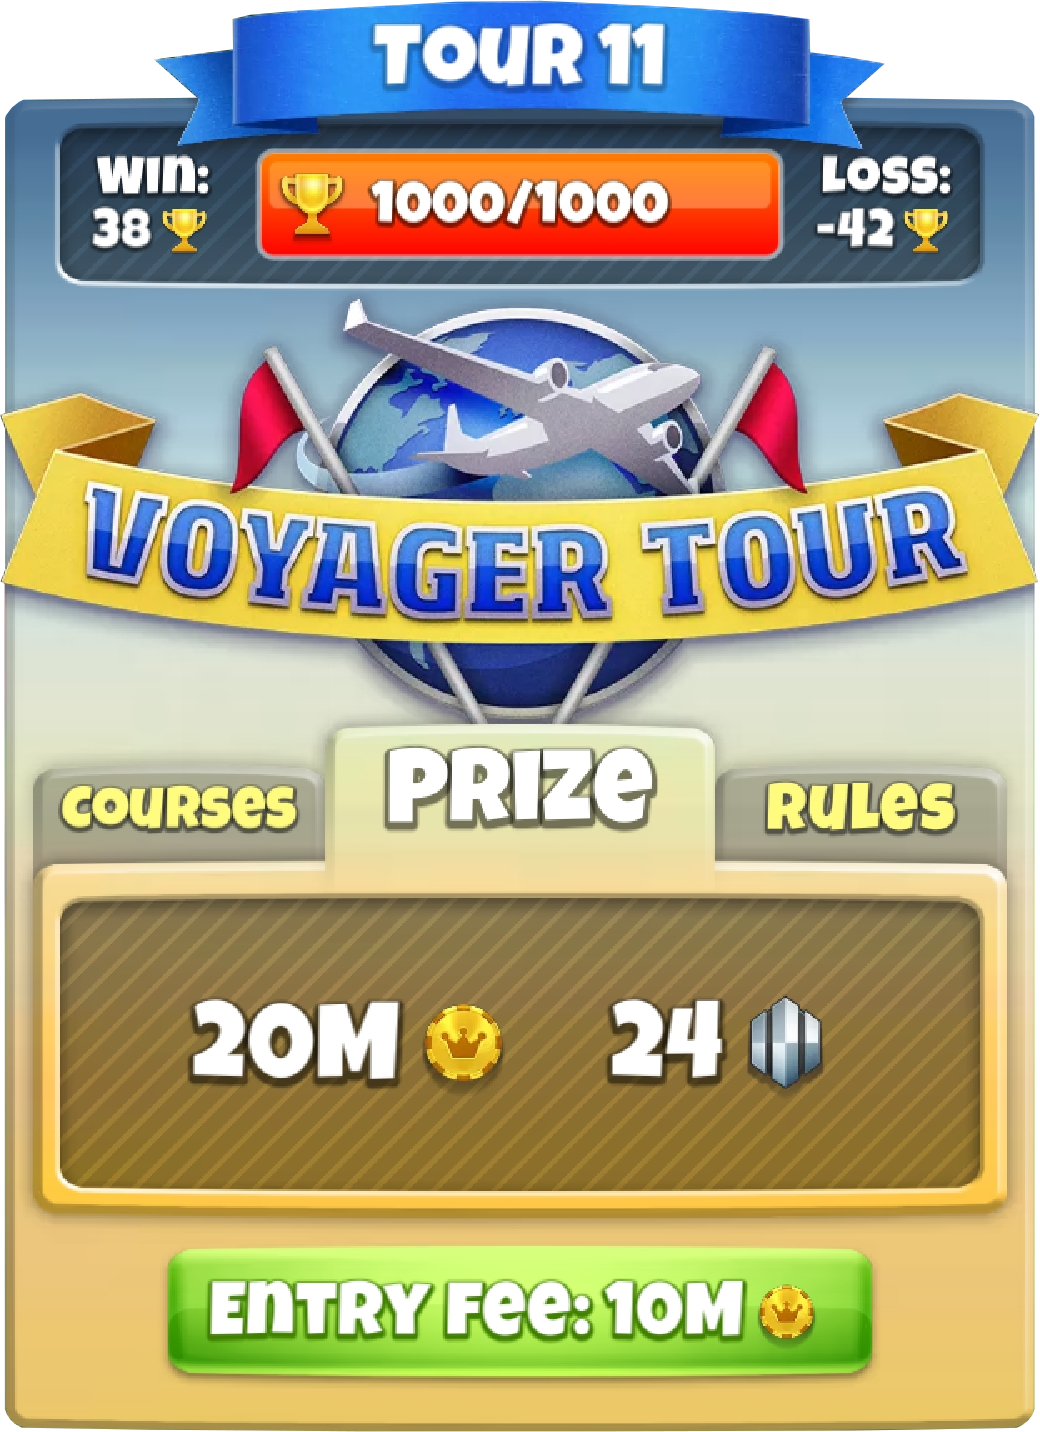 TOUR 11
WIN:
38
1000/1000
LOSS:
-42
VOYAGER TOUR
COURSES
PRIZE
RULES
20M
24
ENTRY FEE: 10M